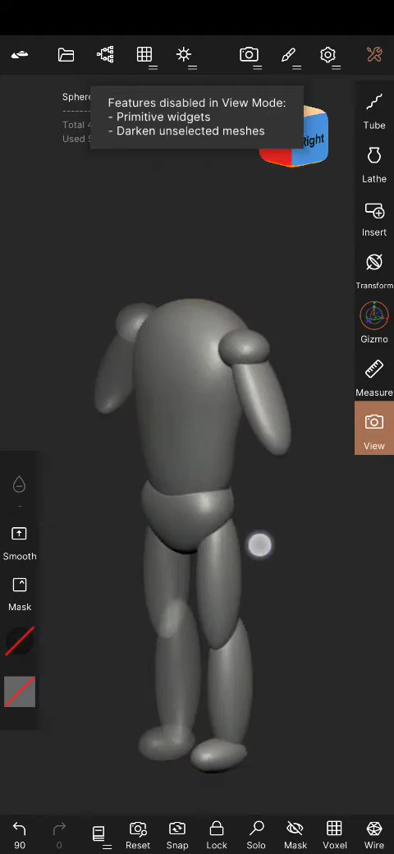 Sphere
Total 4
Used 5
Features disabled in View Mode:
- Primitive widgets
- Darken unselected meshes
Right
Tube
Lathe
Insert
Transform
Gizmo
Measure
View
Smooth
Mask
90
0
Reset
Snap
Lock
Solo
Mask
Voxel
Wire